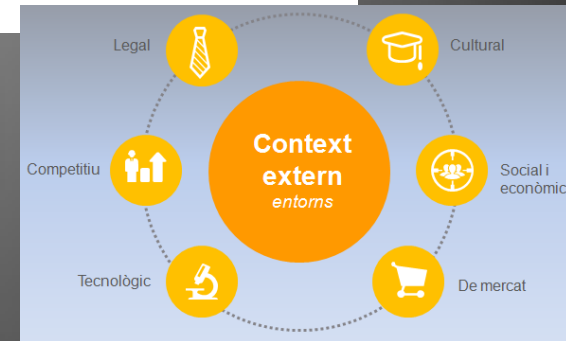 Legal
Cultural
Context
extern
entorns
Competitiu
Social i
econòmic
Tecnològic
De mercat